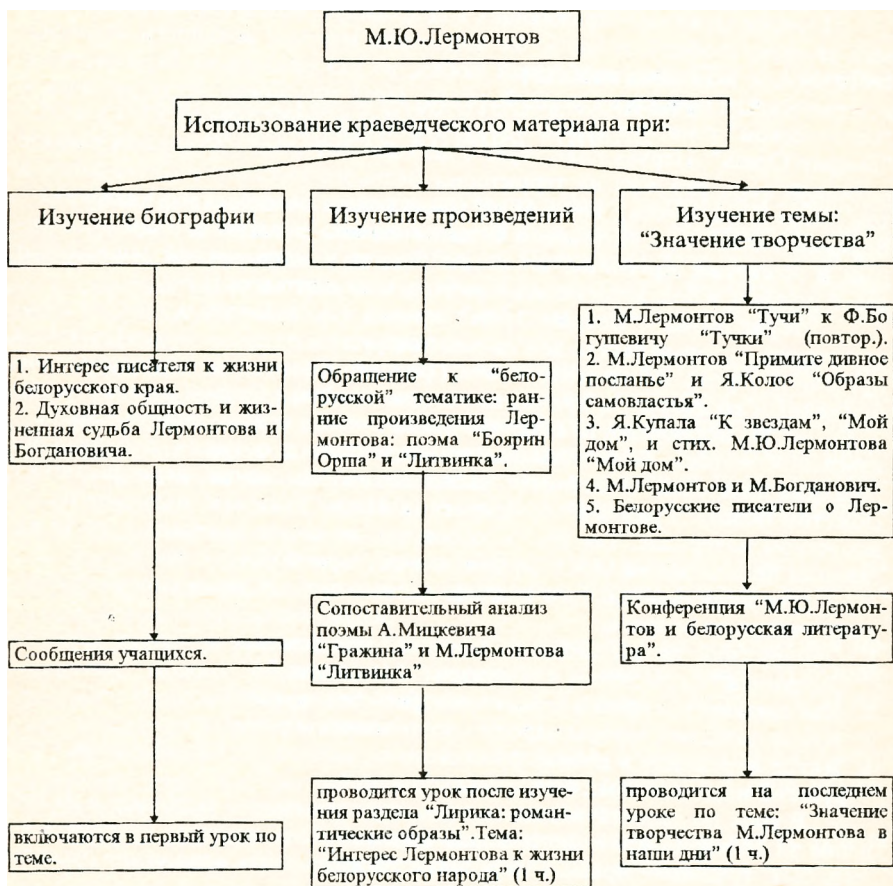 М.Ю.Лермонтов
Использование краеведческого материала при:
Изучение биографии
Изучение произведений
Изучение темы:
“Значение творчества”
1. Интерес писателя к жизни
белорусского края.
2. Духовная общность и жиз-
ненная судьба Лермонтова и
Богдановича.
Обращение к “бело-
русской” тематике: ран-
ние произведения Лер-
монтова: поэма “Боярин
Орша” и “Литвинка”.
1. М.Лермонтов “Тучи” к Ф.Бо
гушевичу “Тучки” (повтор.).
2. М.Лермонтов “Примите дивное
посланье” и Я.Колос “Образы
самовластья”.
3. Я.Купала “К звездам”, “Мой
дом”, и стих. М.Ю.Лермонтова
“Мой дом”.
4. М.Лермонтов и М.Богданович.
5. Белорусские писатели о Лер-
монтове.
Сообщения учащихся.
Сопоставительный анализ
поэмы А.Мицкевича
“Гражина” и М.Лермонтова
“Литвинка”
Конференция “М.Ю.Лермон-
тов и белорусская литерату-
ра”.
включаются в первый урок по
теме.
проводится урок после изуче-
ния раздела “Лирика: роман-
тические образы”.Тема:
“Интерес Лермонтова к жизни
белорусского народа” (1 ч.)
проводится на последнем
уроке по теме: “Значение
творчества М.Лермонтова в
наши дни” (1 ч.)